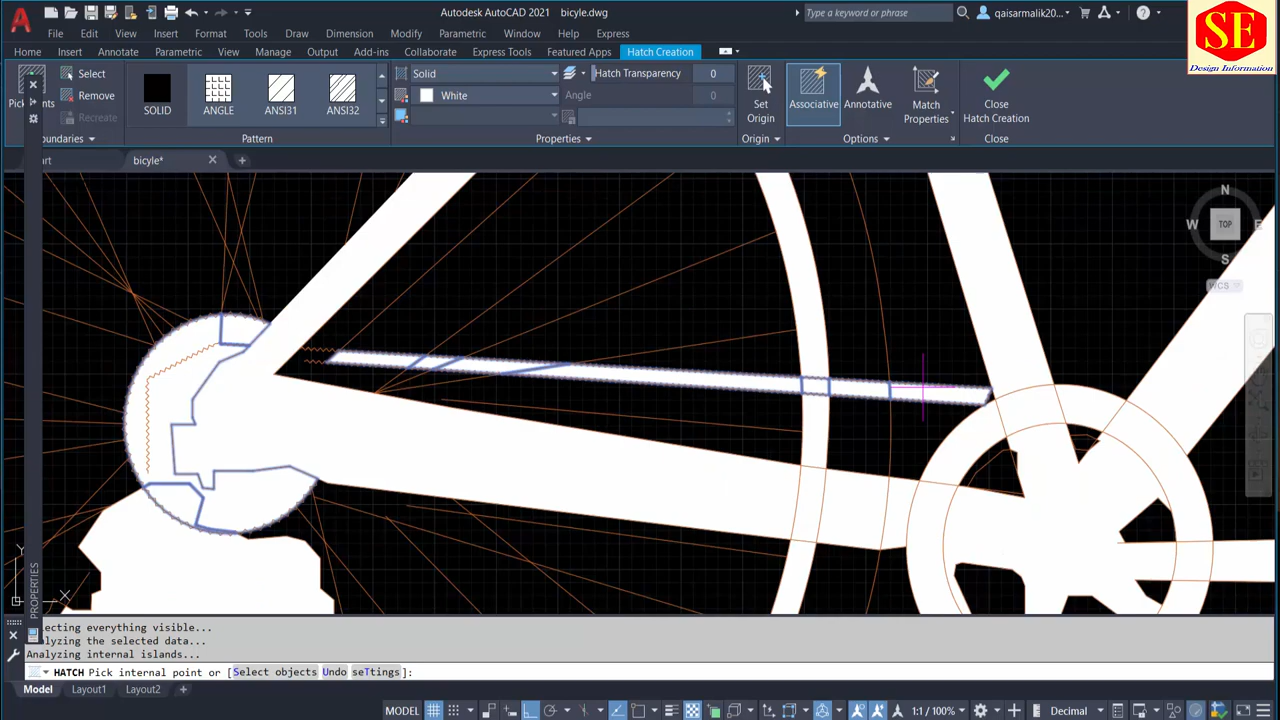 Autodesk AutoCAD 2021 bicyle.dwg
Type a keyword or phrase
qaisarmalik20...
File Edit View Insert Format Tools Draw Dimension Modify Parametric Window Help Express
Home Insert Annotate Parametric View Manage Output Add-ins Collaborate Express Tools Featured Apps Hatch Creation
SE
Design Information
Select
Remove
Recreate
SOLID
ANGLE
ANSI31
ANSI32
Solid
White
Hatch Transparency 0
Angle 0
Set
Origin
Associative
Annotative
Match
Properties
Close
Hatch Creation
Pattern
Properties
Origin
Options
Close
bicyle*
N
W
TOP
E
S
WCS
Y
X
PROPERTIES
electing everything visible...
nalyzing the selected data...
Analyzing internal islands...
HATCH Pick internal point or [Select objects Undo seTtings]:
Model Layout1 Layout2
MODEL
1:1 / 100%
Decimal